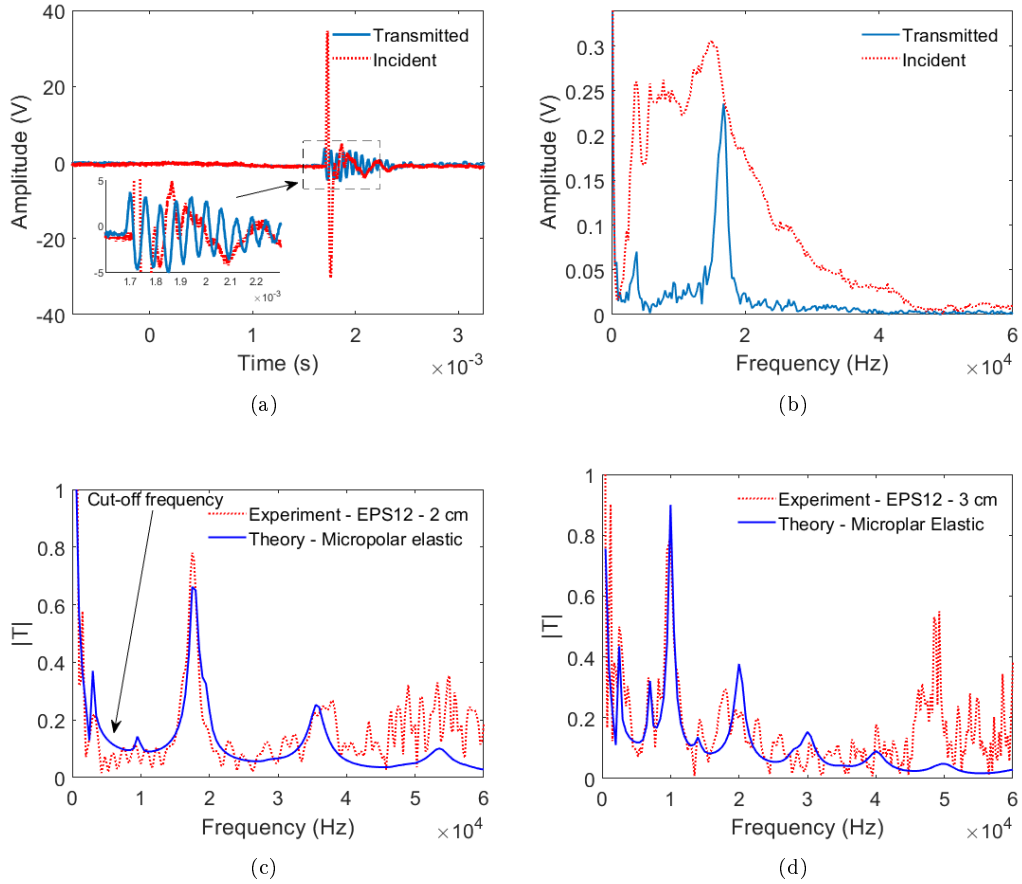 40
20
0
-20
-40
Amplitude (V)
Transmitted
Incident
5
0
-5
1.7 1.8 1.9 2 2.1 2.2
×10⁻³
0 1 2 3
Time (s)
×10⁻³
(a)
0.3
0.25
0.2
0.15
0.1
0.05
0
Amplitude (V)
Transmitted
Incident
0 2 4 6
Frequency (Hz)
×10⁴
(b)
1
0.8
0.6
0.4
0.2
0
|T|
Cut-off frequency
Experiment - EPS12 - 2 cm
Theory - Micropolar elastic
0 1 2 3 4 5 6
Frequency (Hz)
×10⁴
(c)
1
0.8
0.6
0.4
0.2
0
|T|
Experiment - EPS12 - 3 cm
Theory - Microplar Elastic
0 1 2 3 4 5 6
Frequency (Hz)
×10⁴
(d)